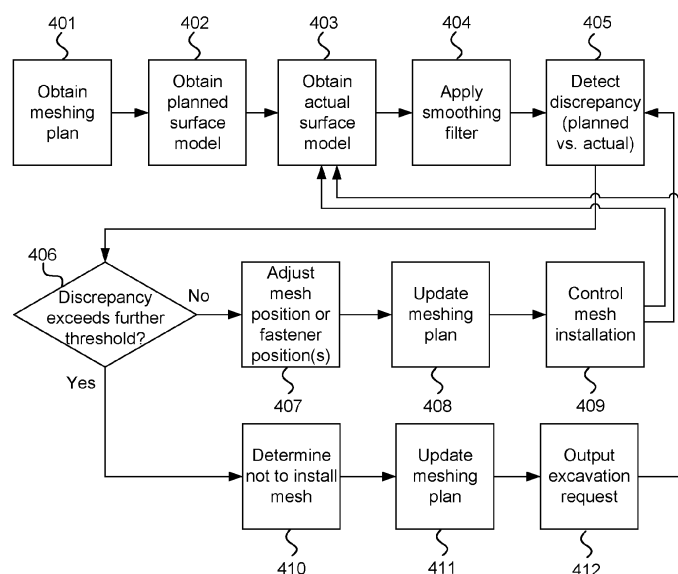 401
402
403
404
405
Obtain
meshing
plan
Obtain
planned
surface
model
Obtain
actual
surface
model
Apply
smoothing
filter
Detect
discrepancy
(planned
vs. actual)
406
Discrepancy
exceeds further
threshold?
No
Yes
Adjust
mesh
position or
fastener
position(s)
Update
meshing
plan
Control
mesh
installation
407
408
409
Determine
not to install
mesh
Update
meshing
plan
Output
excavation
request
410
411
412